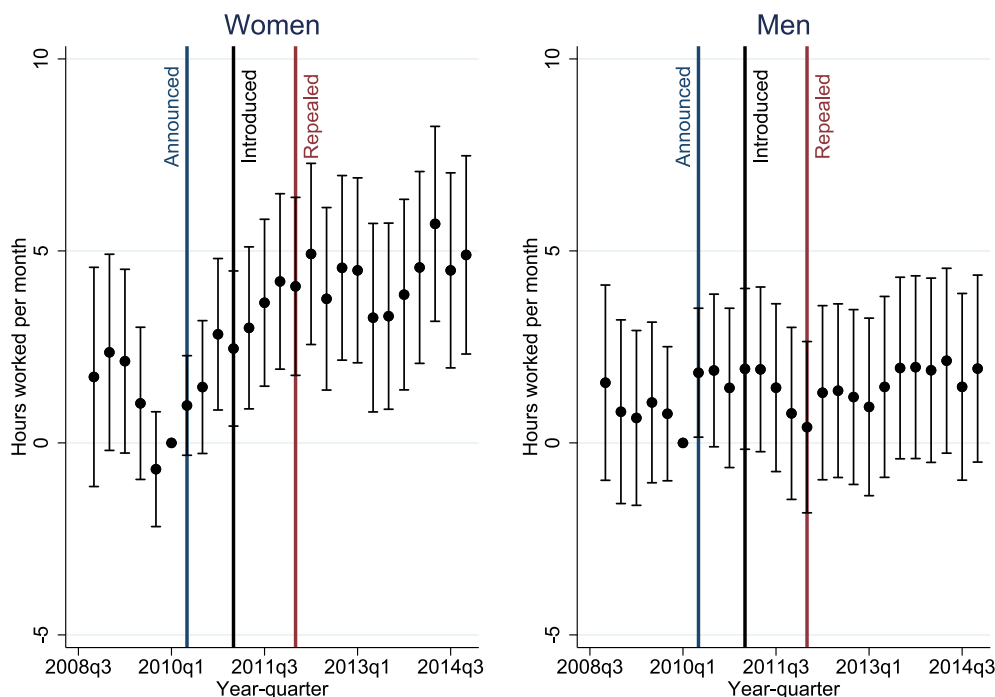 Women
Hours worked per month
10
5
0
-5
Announced
Introduced
Repealed
2008q3 2010q1 2011q3 2013q1 2014q3
Year-quarter
Men
Hours worked per month
10
5
0
-5
Announced
Introduced
Repealed
2008q3 2010q1 2011q3 2013q1 2014q3
Year-quarter